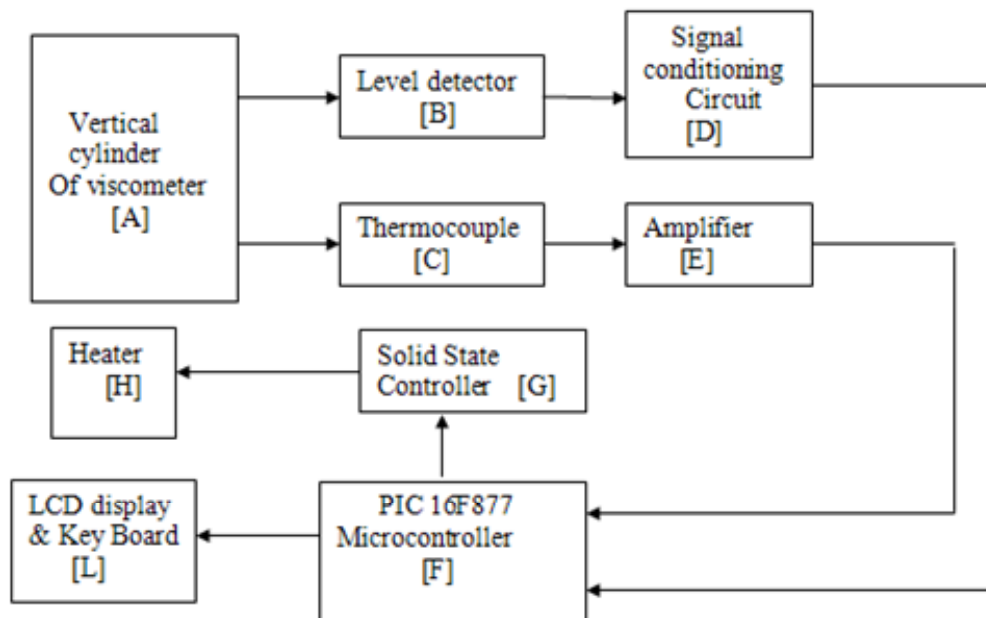 Vertical
cylinder
Of viscometer
[A]
Level detector
[B]
Signal
conditioning
Circuit
[D]
Thermocouple
[C]
Amplifier
[E]
Heater
[H]
Solid State
Controller [G]
LCD display
& Key Board
[L]
PIC 16F877
Microcontroller
[F]